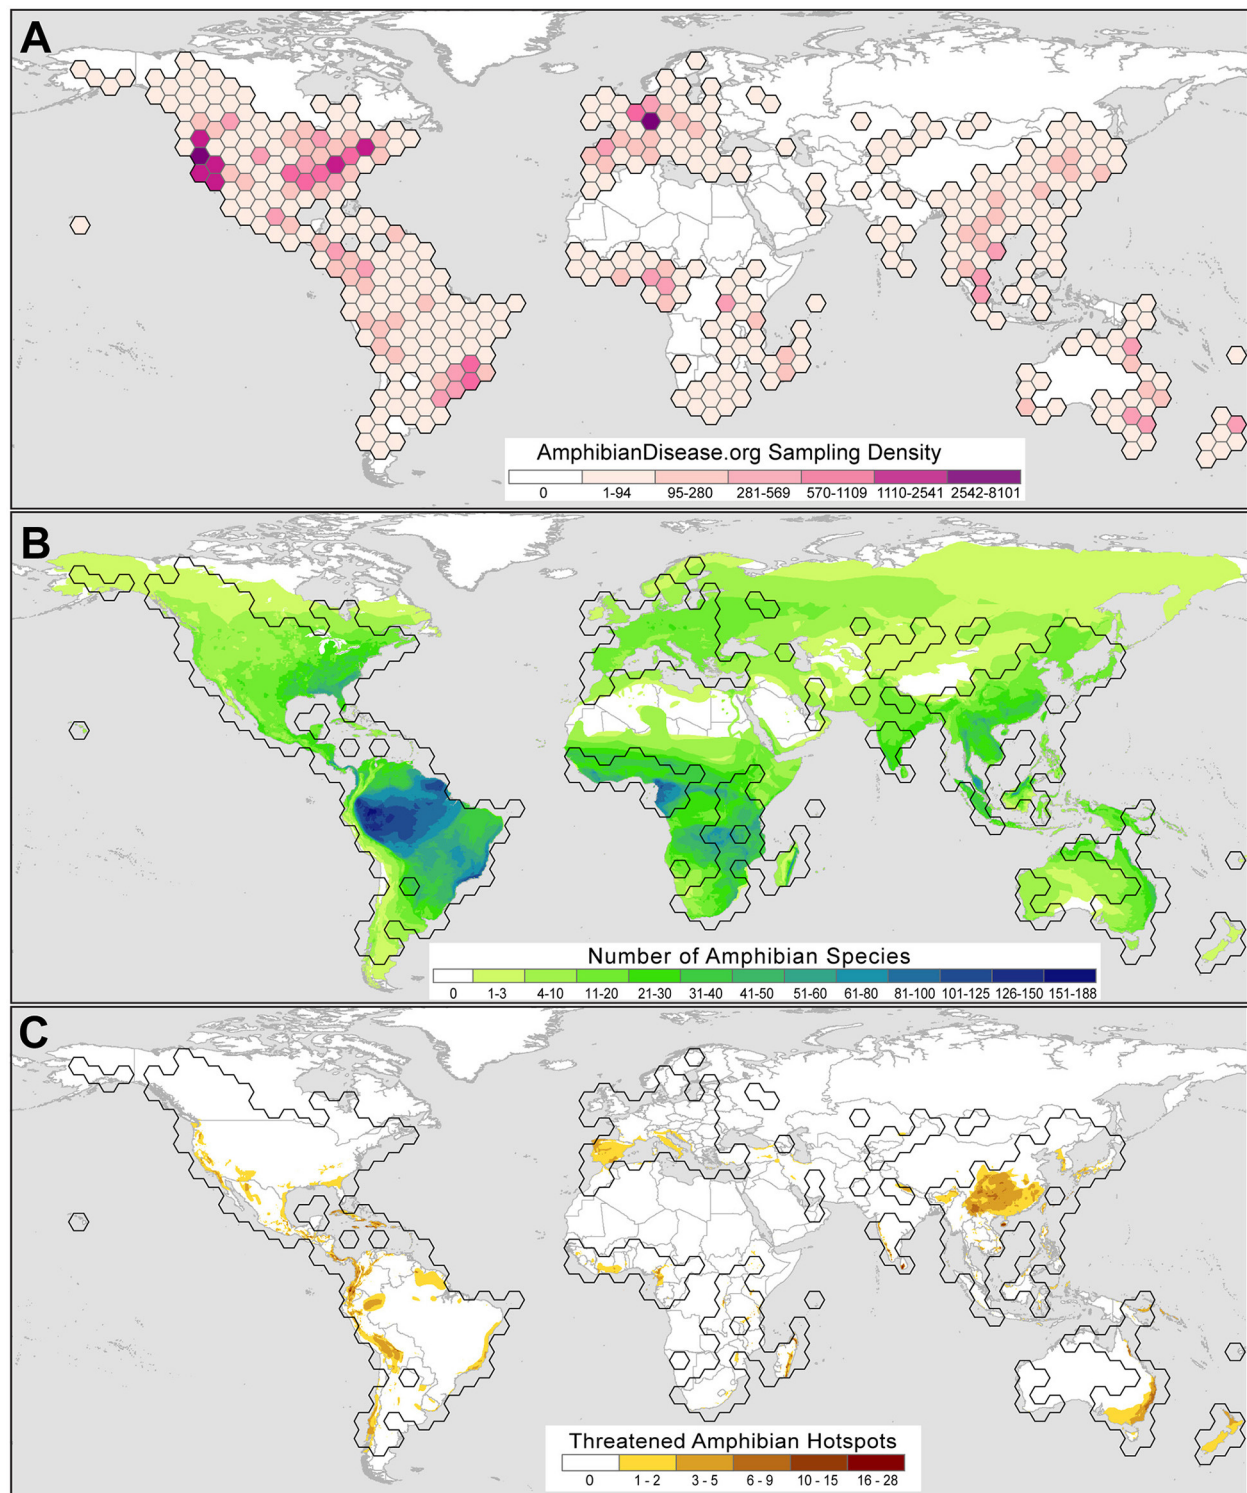 A
AmphibianDisease.org Sampling Density
0 1-94 95-280 281-569 570-1109 1110-2541 2542-8101
B
Number of Amphibian Species
0 1-3 4-10 11-20 21-30 31-40 41-50 51-60 61-80 81-100 101-125 126-150 151-188
C
Threatened Amphibian Hotspots
0 1 - 2 3 - 5 6 - 9 10 - 15 16 - 28